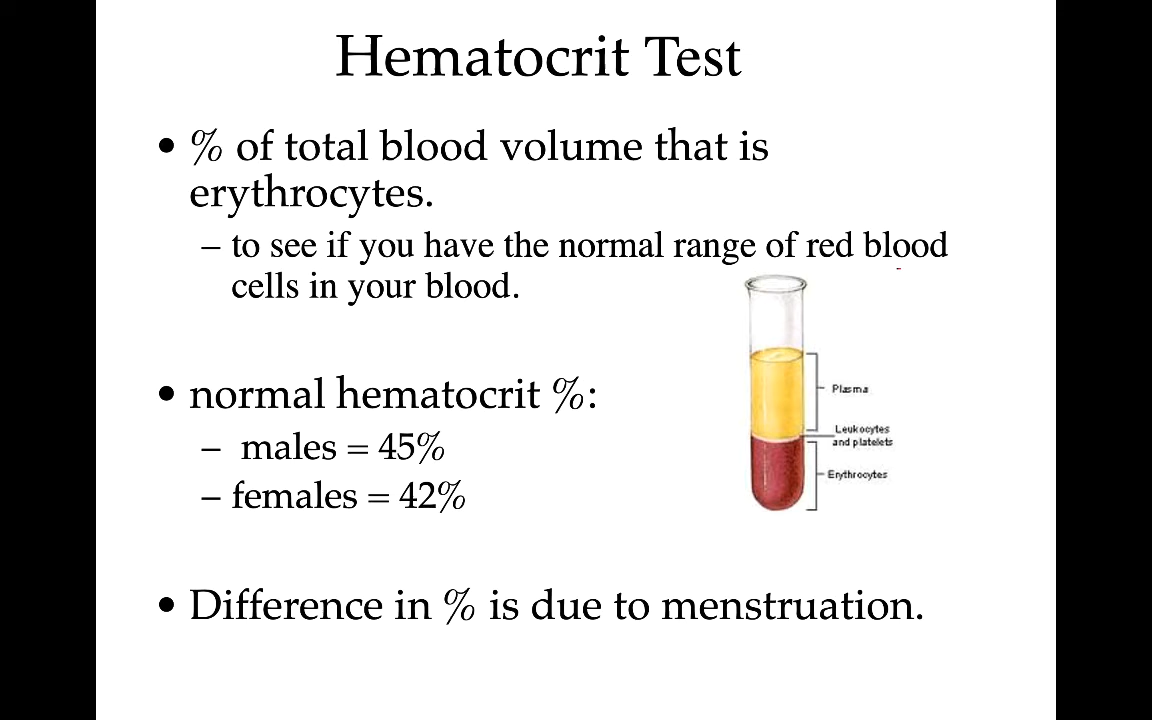 Hematocrit Test
• % of total blood volume that is
erythrocytes.
– to see if you have the normal range of red blood
cells in your blood.
• normal hematocrit %:
– males = 45%
– females = 42%
Plasma
Leukocytes
and platelets
Erythrocytes
• Difference in % is due to menstruation.